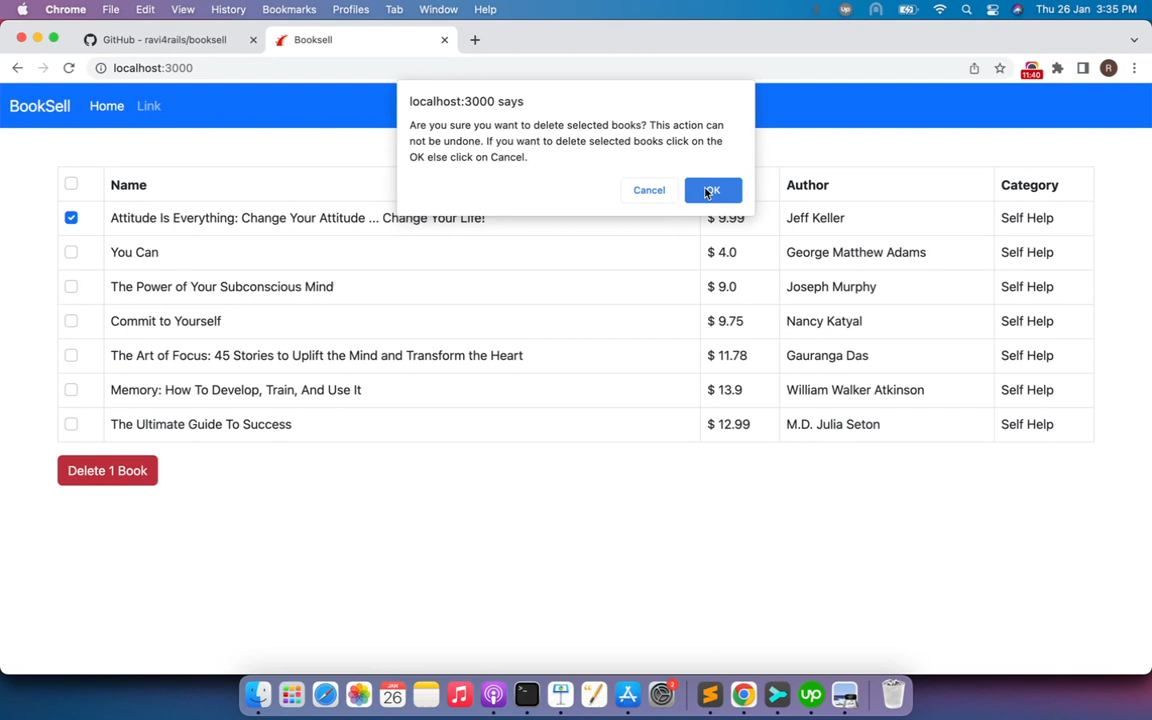 Chrome File Edit View History Bookmarks Profiles Tab Window Help Thu 26 Jan 3:35 PM
GitHub - ravi4rails/booksell Booksell
localhost:3000 11:40 R
BookSell Home Link
localhost:3000 says
Are you sure you want to delete selected books? This action can
not be undone. If you want to delete selected books click on the
OK else click on Cancel.
Cancel OK
Name Author Category
Attitude Is Everything: Change Your Attitude ... Change Your Life! $ 9.99 Jeff Keller Self Help
You Can $ 4.0 George Matthew Adams Self Help
The Power of Your Subconscious Mind $ 9.0 Joseph Murphy Self Help
Commit to Yourself $ 9.75 Nancy Katyal Self Help
The Art of Focus: 45 Stories to Uplift the Mind and Transform the Heart $ 11.78 Gauranga Das Self Help
Memory: How To Develop, Train, And Use It $ 13.9 William Walker Atkinson Self Help
The Ultimate Guide To Success $ 12.99 M.D. Julia Seton Self Help
Delete 1 Book
JAN
26
up